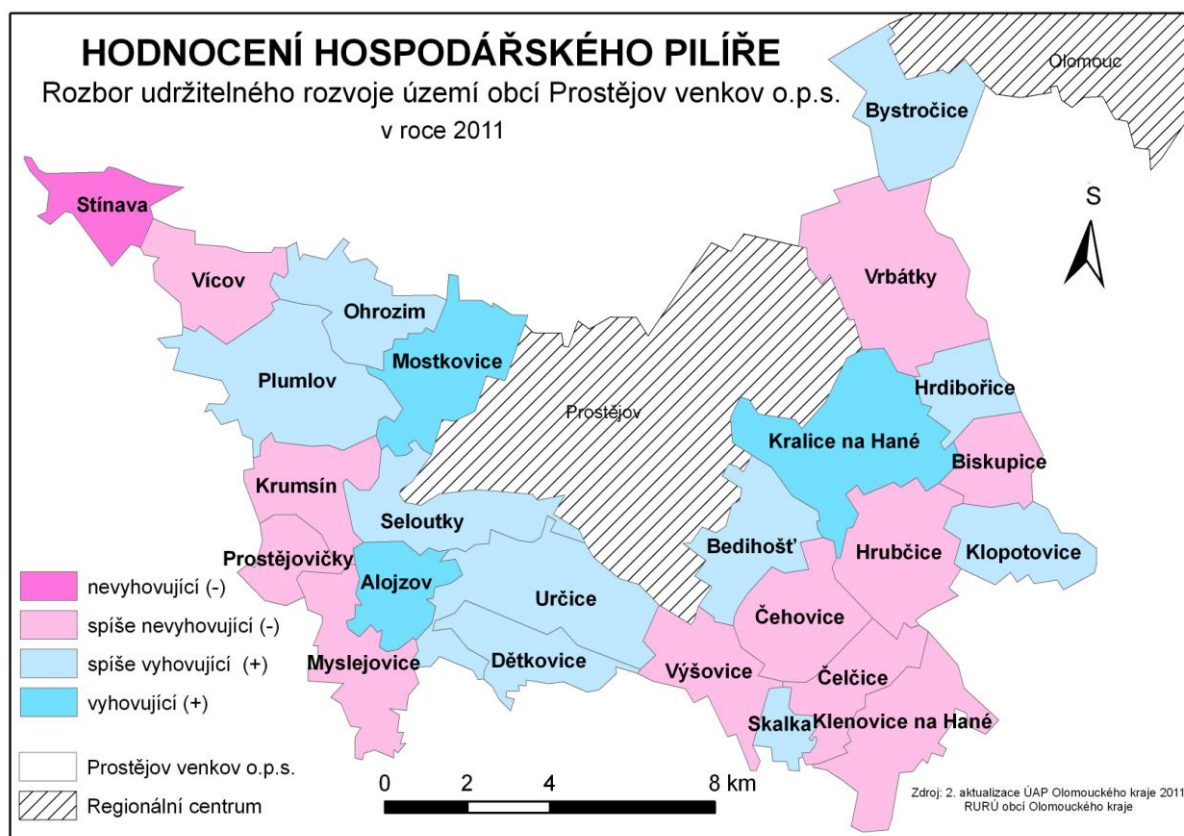 HODNOCENÍ HOSPODÁŘSKÉHO PILÍŘE
Rozbor udržitelného rozvoje území obcí Prostějov venkov o.p.s.
v roce 2011
Olomouc
Bystročice
S
Stínava
Vícov
Vrbátky
Ohrozim
Mostkovice
Plumlov
Hrdibořice
Prostějov
Kralice na Hané
Biskupice
Krumsín
Seloutky
Bedihošť
Hrubčice
Klopotovice
Prostějovičky
Alojzov
Určice
Čehovice
Myslejovice
Dětkovice
Výšovice
Čelčice
Skalka
Klenovice na Hané
nevyhovující (-)
spíše nevyhovující (-)
spíše vyhovující (+)
vyhovující (+)
Prostějov venkov o.p.s.
Regionální centrum
0 2 4 8 km
Zdroj: 2. aktualizace ÚAP Olomouckého kraje 2011
RURÚ obcí Olomouckého kraje